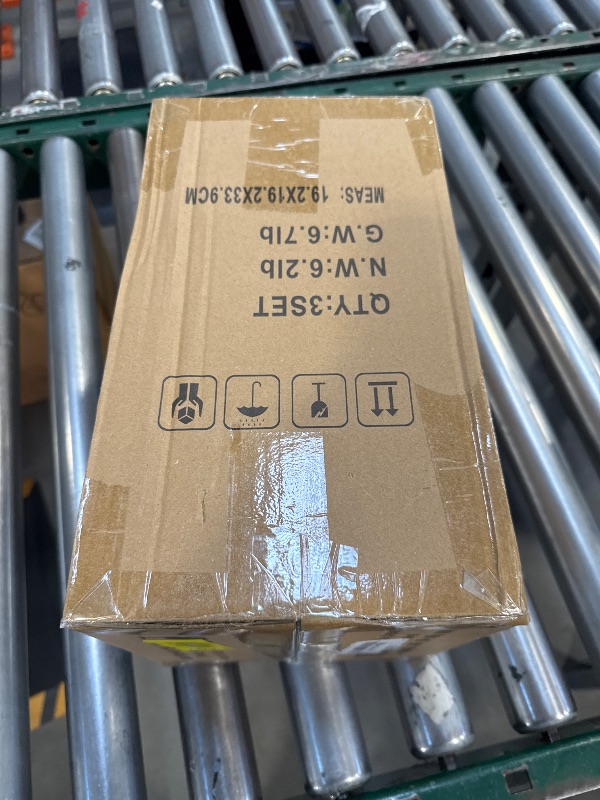 QTY:3SET
N.W:6.2lb
G.W:6.7lb
MEAS: 19.2X19.2X33.9CM